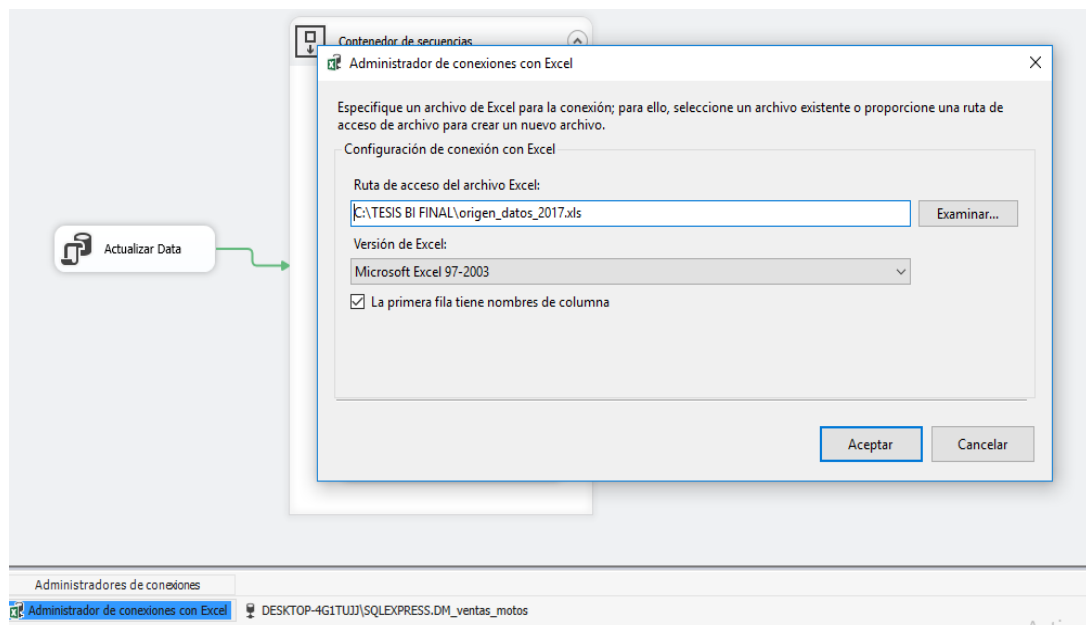 Contenedor de secuencias
Administrador de conexiones con Excel
Especifique un archivo de Excel para la conexión; para ello, seleccione un archivo existente o proporcione una ruta de
acceso de archivo para crear un nuevo archivo.
Configuración de conexión con Excel
Ruta de acceso del archivo Excel:
C:\TESIS BI FINAL\origen_datos_2017.xls
Examinar...
Versión de Excel:
Microsoft Excel 97-2003
La primera fila tiene nombres de columna
Actualizar Data
Aceptar
Cancelar
Administradores de conexiones
Administrador de conexiones con Excel
DESKTOP-4G1TUJJ\SQLEXPRESS.DM_ventas_motos